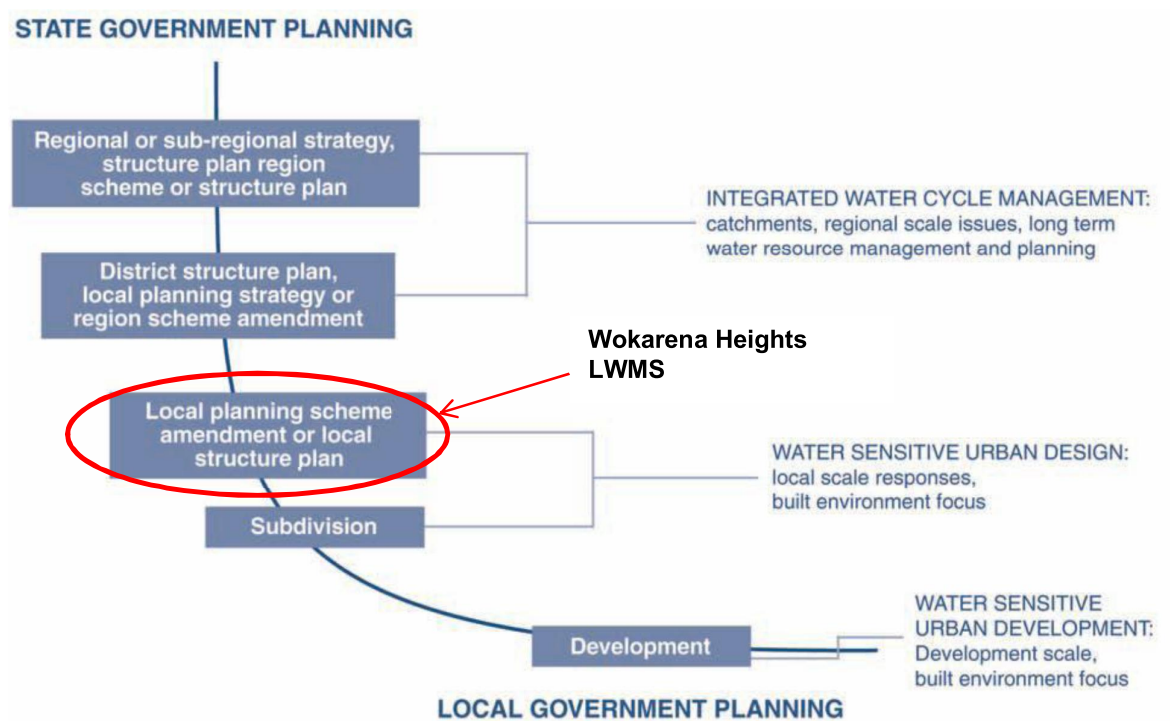 STATE GOVERNMENT PLANNING
Regional or sub-regional strategy,
structure plan region
scheme or structure plan
INTEGRATED WATER CYCLE MANAGEMENT:
catchments, regional scale issues, long term
water resource management and planning
District structure plan,
local planning strategy or
region scheme amendment
Wokarena Heights
LWMS
Local planning scheme
amendment or local
structure plan
WATER SENSITIVE URBAN DESIGN:
local scale responses,
built environment focus
Subdivision
WATER SENSITIVE
URBAN DEVELOPMENT:
Development scale,
built environment focus
Development
LOCAL GOVERNMENT PLANNING